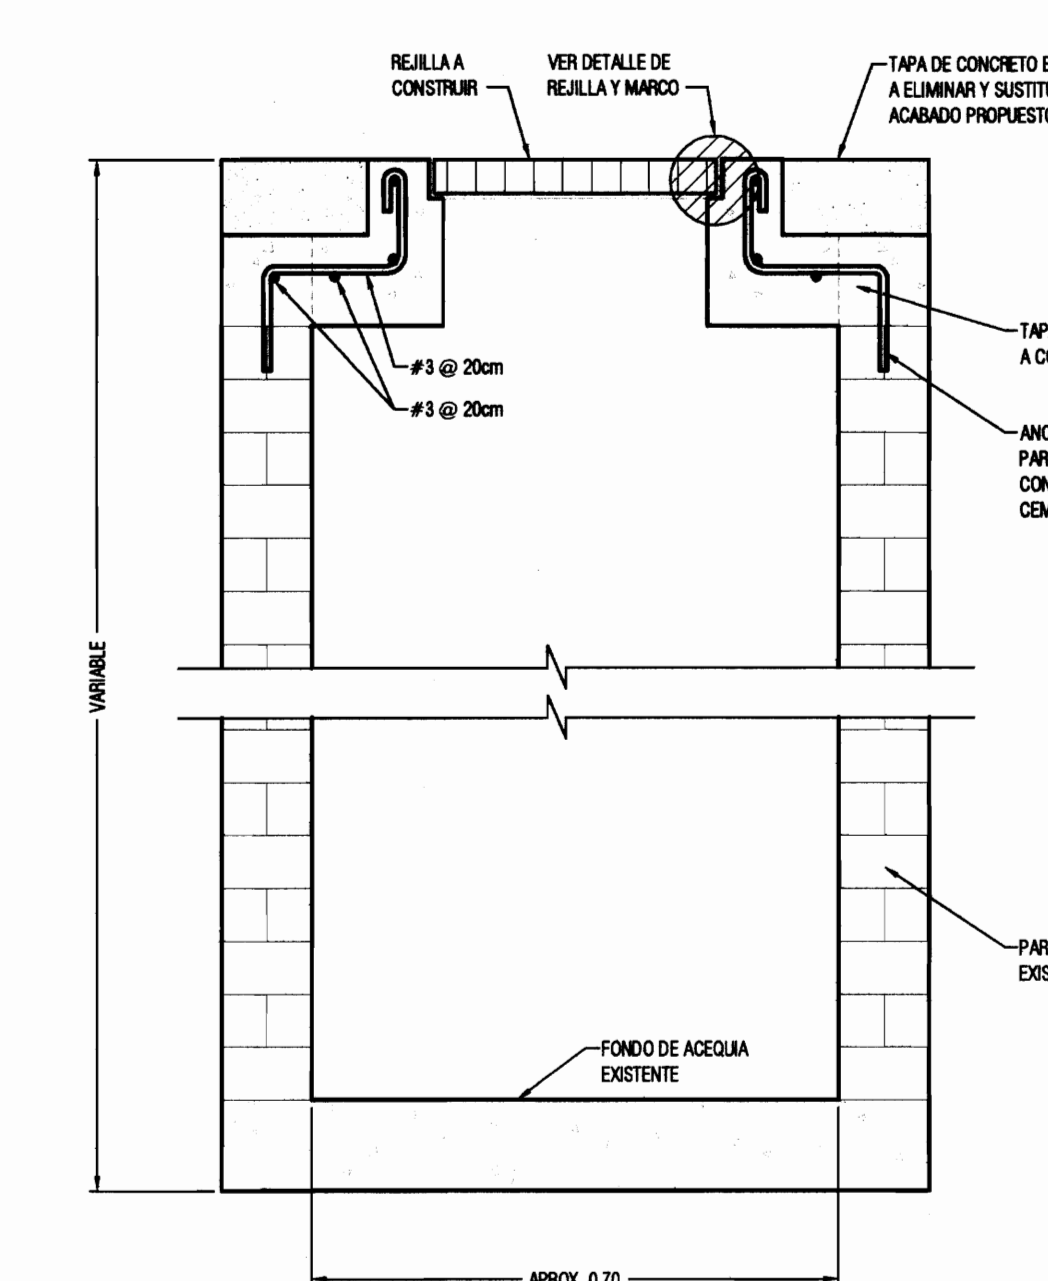 REJILLA A
CONSTRUIR
VER DETALLE DE
REJILLA Y MARCO
TAPA DE CONCRETO E
A ELIMINAR Y SUSTITU
ACABADO PROPUESTO
#3 @ 20cm
#3 @ 20cm
TAP
A CO
ANC
PAR
CON
CEM
VARIABLE
PAR
EXIS
FONDO DE ACEQUIA
EXISTENTE
APROX. 0.70